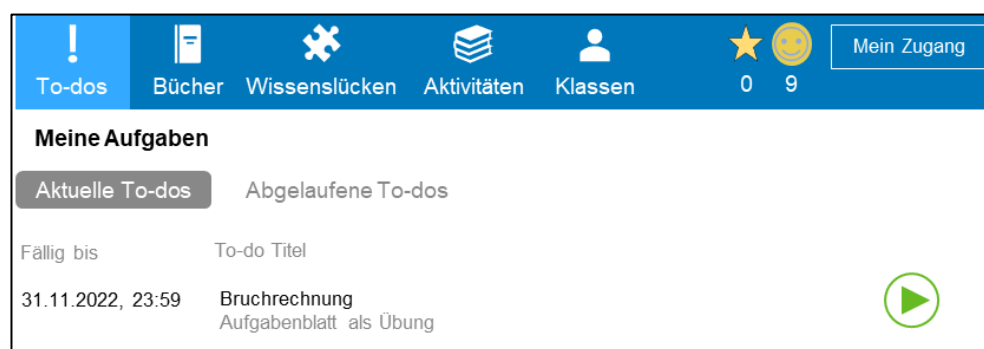 To-dos Bücher Wissenslücken Aktivitäten Klassen 0 9 Mein Zugang
Meine Aufgaben
Aktuelle To-dos Abgelaufene To-dos
Fällig bis To-do Titel
31.11.2022, 23:59 Bruchrechnung
Aufgabenblatt als Übung